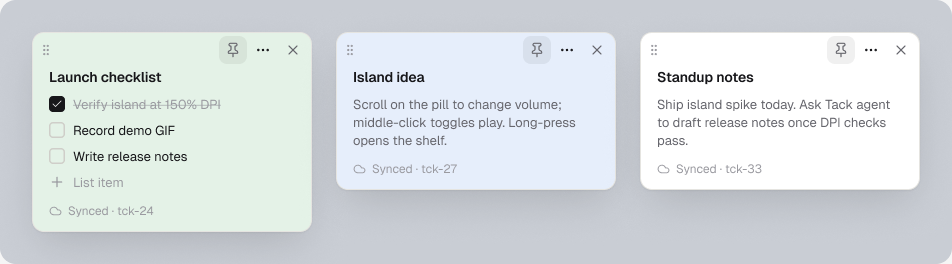 Launch checklist
Verify island at 150% DPI
Record demo GIF
Write release notes
List item
Synced · tck-24
Island idea
Scroll on the pill to change volume;
middle-click toggles play. Long-press
opens the shelf.
Synced · tck-27
Standup notes
Ship island spike today. Ask Tack agent
to draft release notes once DPI checks
pass.
Synced · tck-33